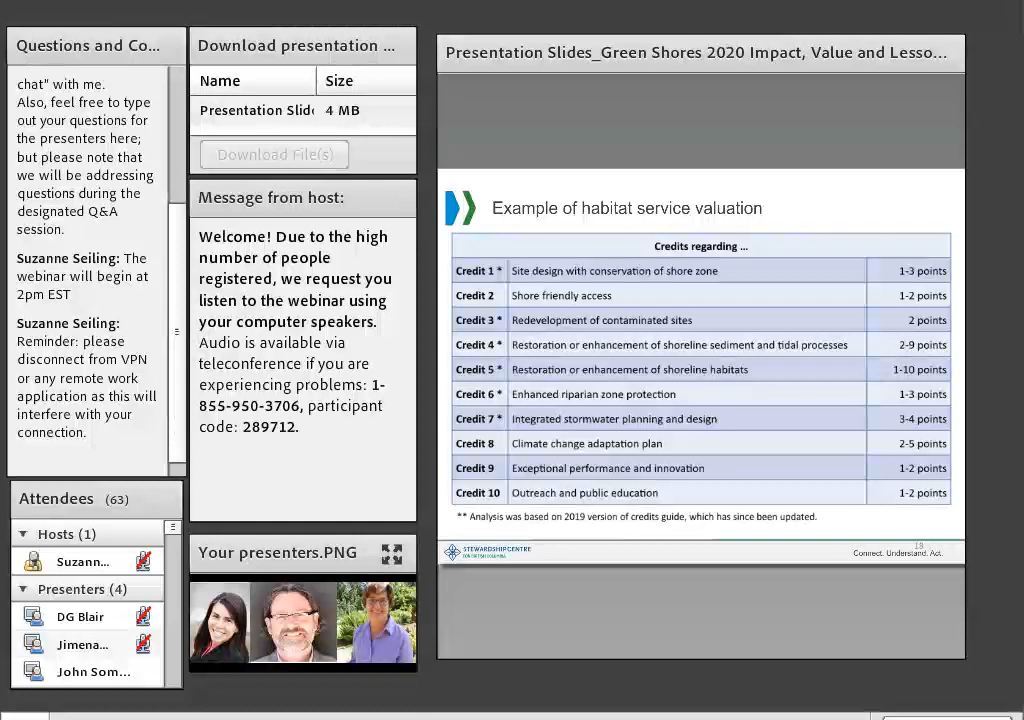 Questions and Co...
chat" with me.
Also, feel free to type
out your questions for
the presenters here;
but please note that
we will be addressing
questions during the
designated Q&A
session.
Suzanne Seiling: The
webinar will begin at
2pm EST
Suzanne Seiling:
Reminder: please
disconnect from VPN
or any remote work
application as this will
interfere with your
connection.
Attendees (63)
Hosts (1)
Suzann...
Presenters (4)
DG Blair
Jimena...
John Som...
Download presentation ...
Name Size
Presentation Slid 4 MB
Download File(s)
Message from host:
Welcome! Due to the high
number of people
registered, we request you
listen to the webinar using
your computer speakers.
Audio is available via
teleconference if you are
experiencing problems: 1-
855-950-3706, participant
code: 289712.
Your presenters.PNG
Presentation Slides_Green Shores 2020 Impact, Value and Lesso...
Example of habitat service valuation
Credits regarding ...
Credit 1 * Site design with conservation of shore zone 1-3 points
Credit 2 Shore friendly access 1-2 points
Credit 3 * Redevelopment of contaminated sites 2 points
Credit 4 * Restoration or enhancement of shoreline sediment and tidal processes 2-9 points
Credit 5 * Restoration or enhancement of shoreline habitats 1-10 points
Credit 6 * Enhanced riparian zone protection 1-3 points
Credit 7 * Integrated stormwater planning and design 3-4 points
Credit 8 Climate change adaptation plan 2-5 points
Credit 9 Exceptional performance and innovation 1-2 points
Credit 10 Outreach and public education 1-2 points
** Analysis was based on 2019 version of credits guide, which has since been updated.
STEWARDSHIP CENTRE
FOR BRITISH COLUMBIA
18
Connect. Understand. Act.